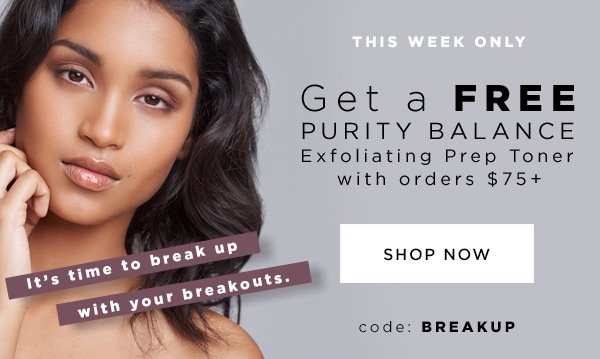 THIS WEEK ONLY
Get a FREE
PURITY BALANCE
Exfoliating Prep Toner
with orders $75+
SHOP NOW
code: BREAKUP
It's time to break up
with your breakouts.